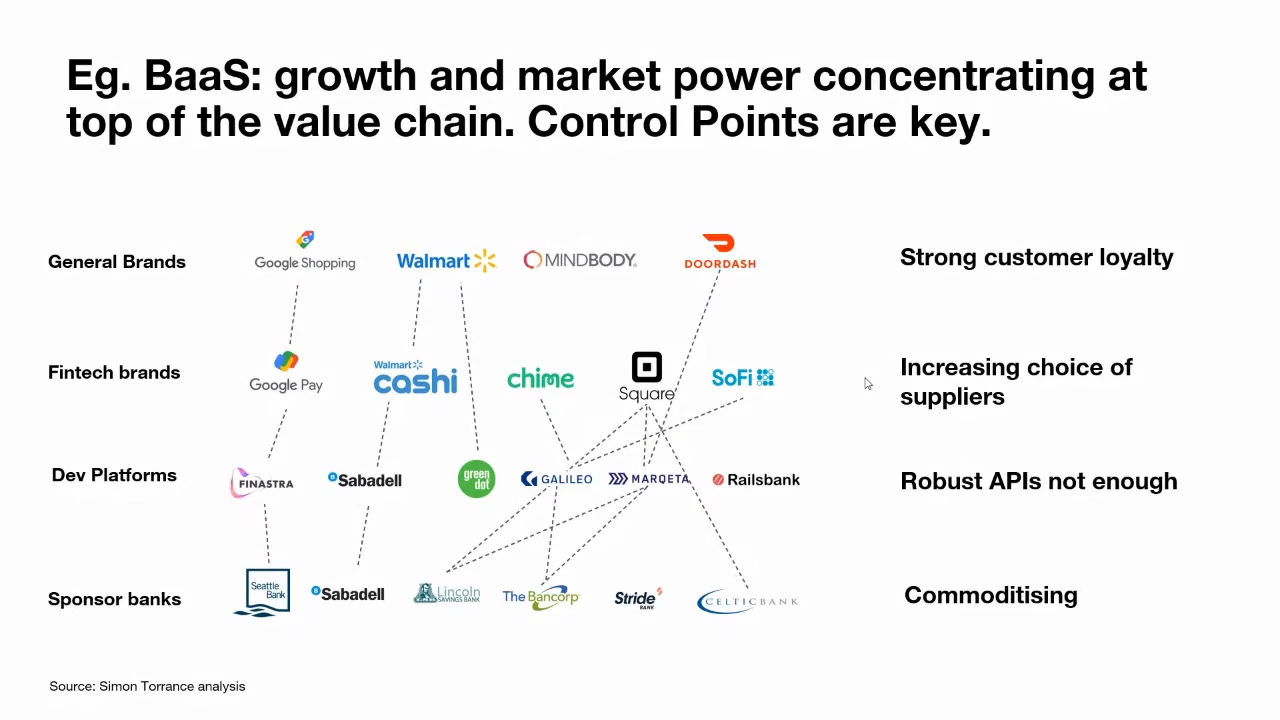 Eg. BaaS: growth and market power concentrating at
top of the value chain. Control Points are key.
General Brands
Google Shopping
Walmart
MINDBODY
DOORDASH
Strong customer loyalty
Fintech brands
Google Pay
Walmart
cashi
chime
Square
SoFi
Increasing choice of
suppliers
Dev Platforms
FINASTRA
Sabadell
green
dot
GALILEO
MARQETA
Railsbank
Robust APIs not enough
Sponsor banks
Seattle
Bank
Sabadell
Lincoln
SAVINGS BANK
The Bancorp
Stride
BANK
CELTIC BANK
Commoditising
Source: Simon Torrance analysis